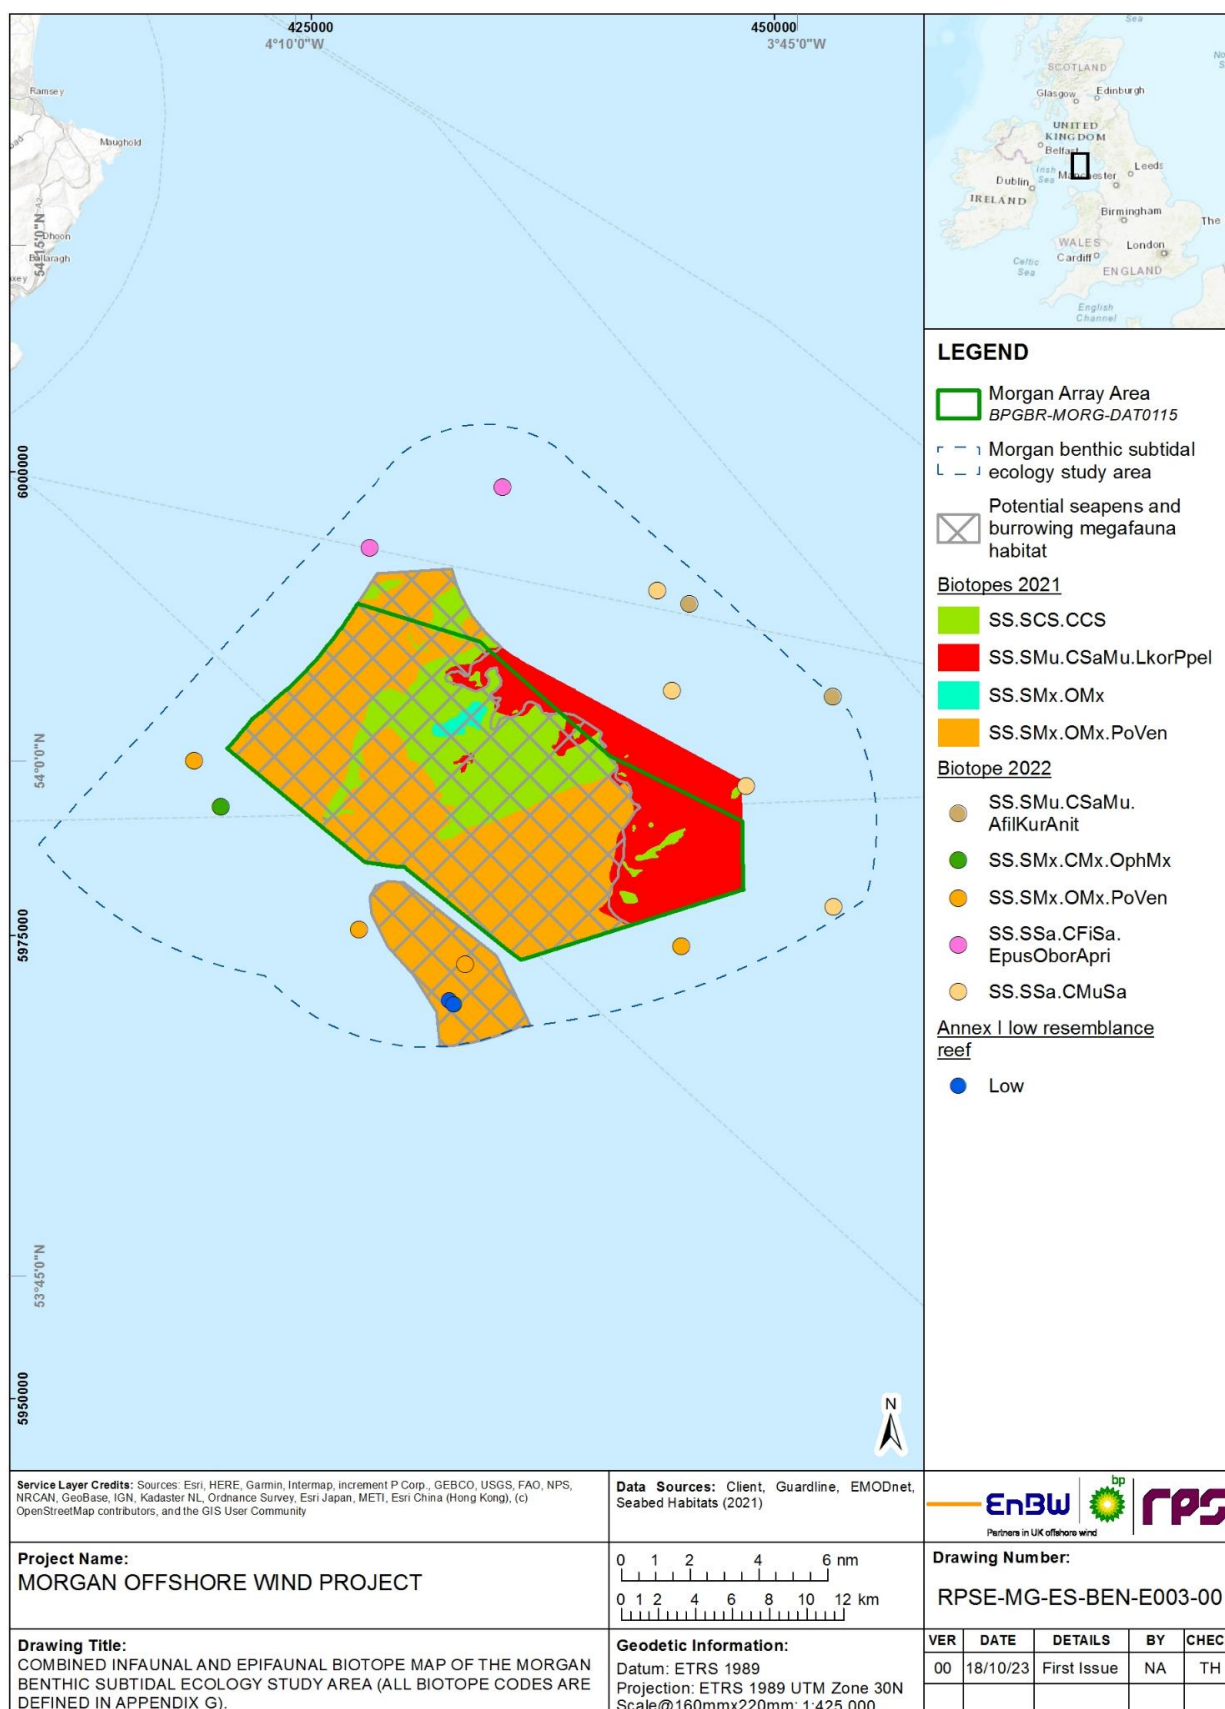 425000
4°10'0"W
450000
3°45'0"W
Ramsey
Maughold
Dhoon
Ballaragh
54°15'0"N
6000000
54°0'0"N
5975000
53°45'0"N
5950000
N
Sea
SCOTLAND
Glasgow
Edinburgh
UNITED
KINGDOM
Belfast
Irish
Sea
Manchester
Leeds
Dublin
IRELAND
Birmingham
The
WALES
London
Cardiff
Celtic
Sea
ENGLAND
English
Channel
LEGEND
Morgan Array Area
BPGBR-MORG-DAT0115
Morgan benthic subtidal
ecology study area
Potential seapens and
burrowing megafauna
habitat
Biotopes 2021
SS.SCS.CCS
SS.SMu.CSaMu.LkorPpel
SS.SMx.OMx
SS.SMx.OMx.PoVen
Biotope 2022
SS.SMu.CSaMu.
AfilKurAnit
SS.SMx.CMx.OphMx
SS.SMx.OMx.PoVen
SS.SSa.CFiSa.
EpusOborApri
SS.SSa.CMuSa
Annex I low resemblance
reef
Low
Service Layer Credits: Sources: Esri, HERE, Garmin, Intermap, increment P Corp., GEBCO, USGS, FAO, NPS,
NRCAN, GeoBase, IGN, Kadaster NL, Ordnance Survey, Esri Japan, METI, Esri China (Hong Kong), (c)
OpenStreetMap contributors, and the GIS User Community
Data Sources: Client, Guardline, EMODnet,
Seabed Habitats (2021)
EnBW
bp
rps
Partners in UK offshore wind
Project Name:
MORGAN OFFSHORE WIND PROJECT
0 1 2 4 6 nm
0 1 2 4 6 8 10 12 km
Drawing Number:
RPSE-MG-ES-BEN-E003-00
Drawing Title:
COMBINED INFAUNAL AND EPIFAUNAL BIOTOPE MAP OF THE MORGAN
BENTHIC SUBTIDAL ECOLOGY STUDY AREA (ALL BIOTOPE CODES ARE
DEFINED IN APPENDIX G).
Geodetic Information:
Datum: ETRS 1989
Projection: ETRS 1989 UTM Zone 30N
Scale@160mmx220mm: 1:425,000
VER DATE DETAILS BY CHEC
00 18/10/23 First Issue NA TH